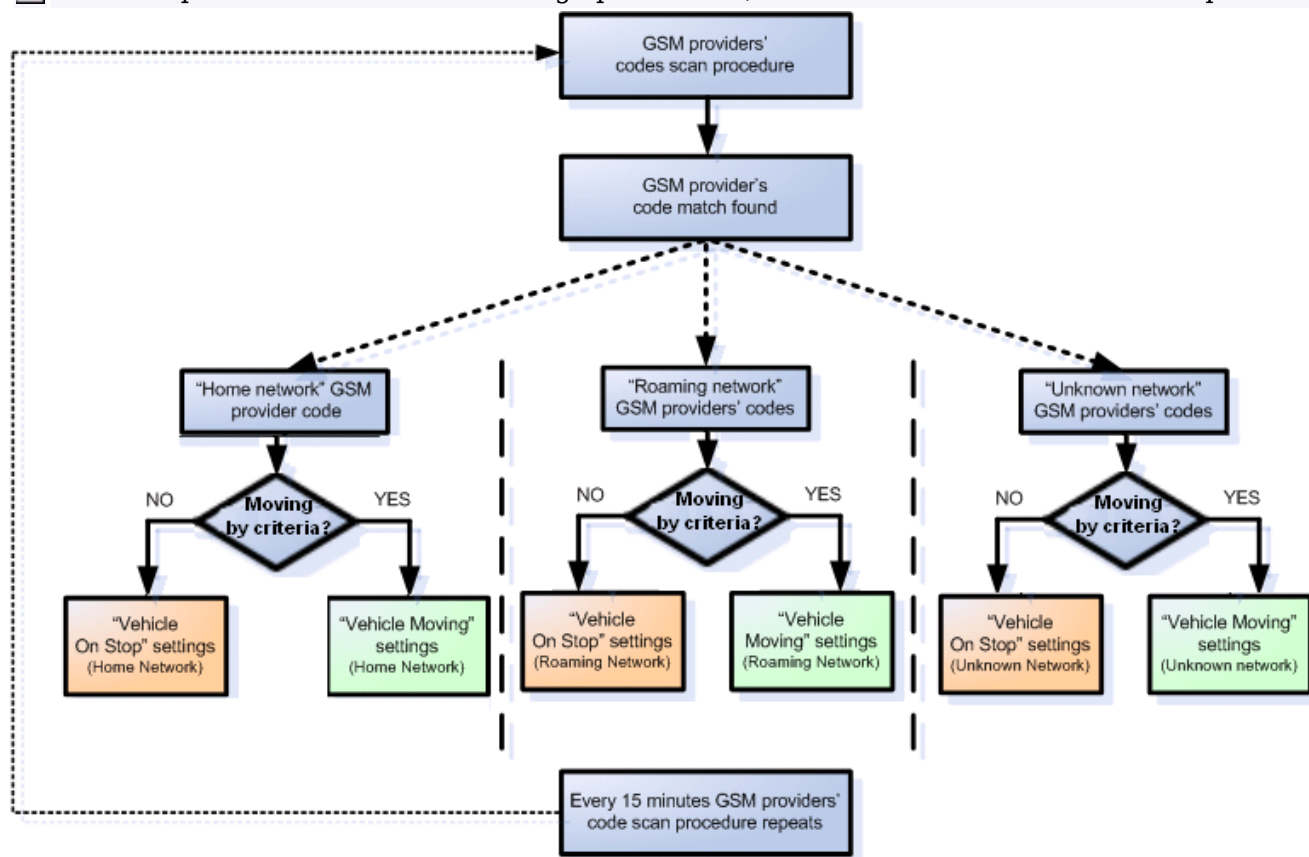 GSM providers'
codes scan procedure
GSM provider's
code match found
"Home network" GSM
provider code
"Roaming network"
GSM providers' codes
"Unknown network"
GSM providers' codes
NO
Moving
by criteria?
YES
NO
Moving
by criteria?
YES
NO
Moving
by criteria?
YES
"Vehicle
On Stop" settings
(Home Network)
"Vehicle Moving"
settings
(Home Network)
"Vehicle
On Stop" settings
(Roaming Network)
"Vehicle
Moving" settings
(Roaming Network)
"Vehicle
On Stop" settings
(Unknown Network)
"Vehicle Moving"
settings
(Unknown network)
Every 15 minutes GSM providers'
code scan procedure repeats